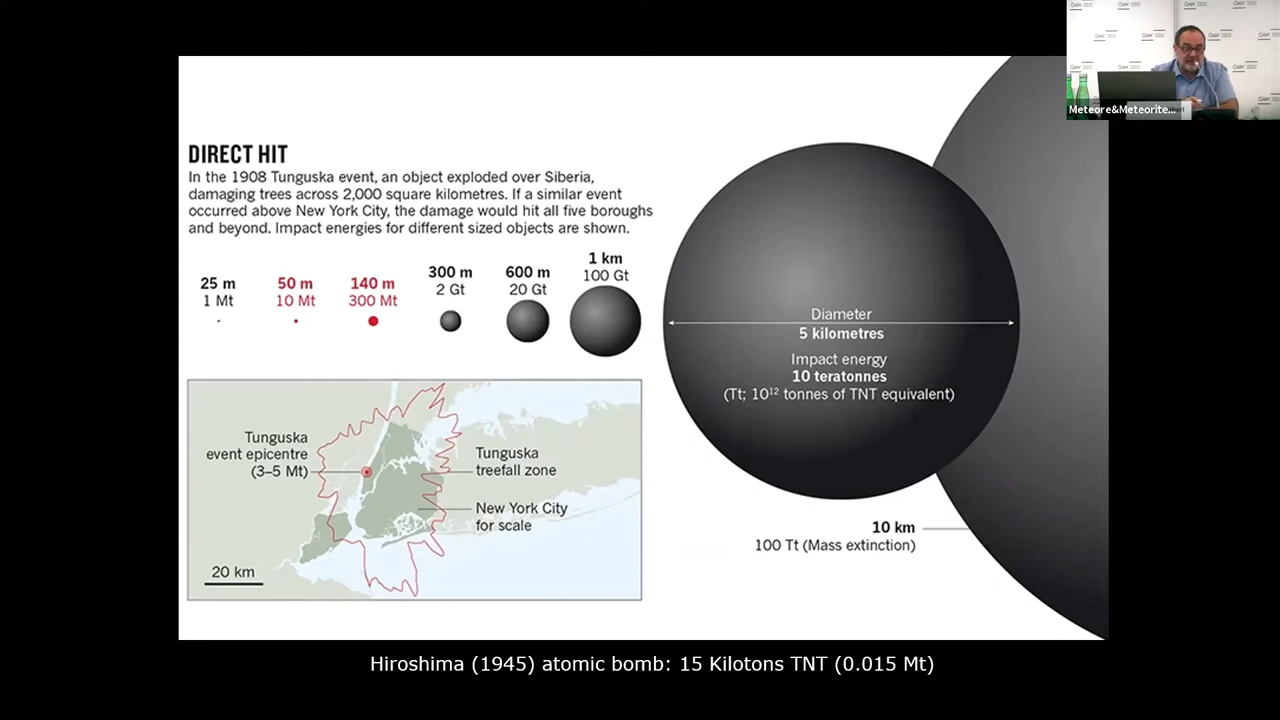 DIRECT HIT
In the 1908 Tunguska event, an object exploded over Siberia,
damaging trees across 2,000 square kilometres. If a similar event
occurred above New York City, the damage would hit all five boroughs
and beyond. Impact energies for different sized objects are shown.
25 m
1 Mt
50 m
10 Mt
140 m
300 Mt
300 m
2 Gt
600 m
20 Gt
1 km
100 Gt
Diameter
5 kilometres
Impact energy
10 teratonnes
(Tt; 10¹² tonnes of TNT equivalent)
10 km
100 Tt (Mass extinction)
Tunguska
event epicentre
(3–5 Mt)
Tunguska
treefall zone
New York City
for scale
20 km
Hiroshima (1945) atomic bomb: 15 Kilotons TNT (0.015 Mt)
Meteore&Meteorite...
ÖAW